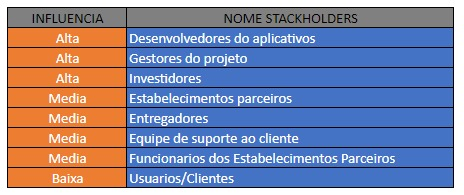 INFLUENCIA NOME STACKHOLDERS
Alta Desenvolvedores do aplicativos
Alta Gestores do projeto
Alta Investidores
Media Estabelecimentos parceiros
Media Entregadores
Media Equipe de suporte ao cliente
Media Funcionarios dos Estabelecimentos Parceiros
Baixa Usuarios/Clientes